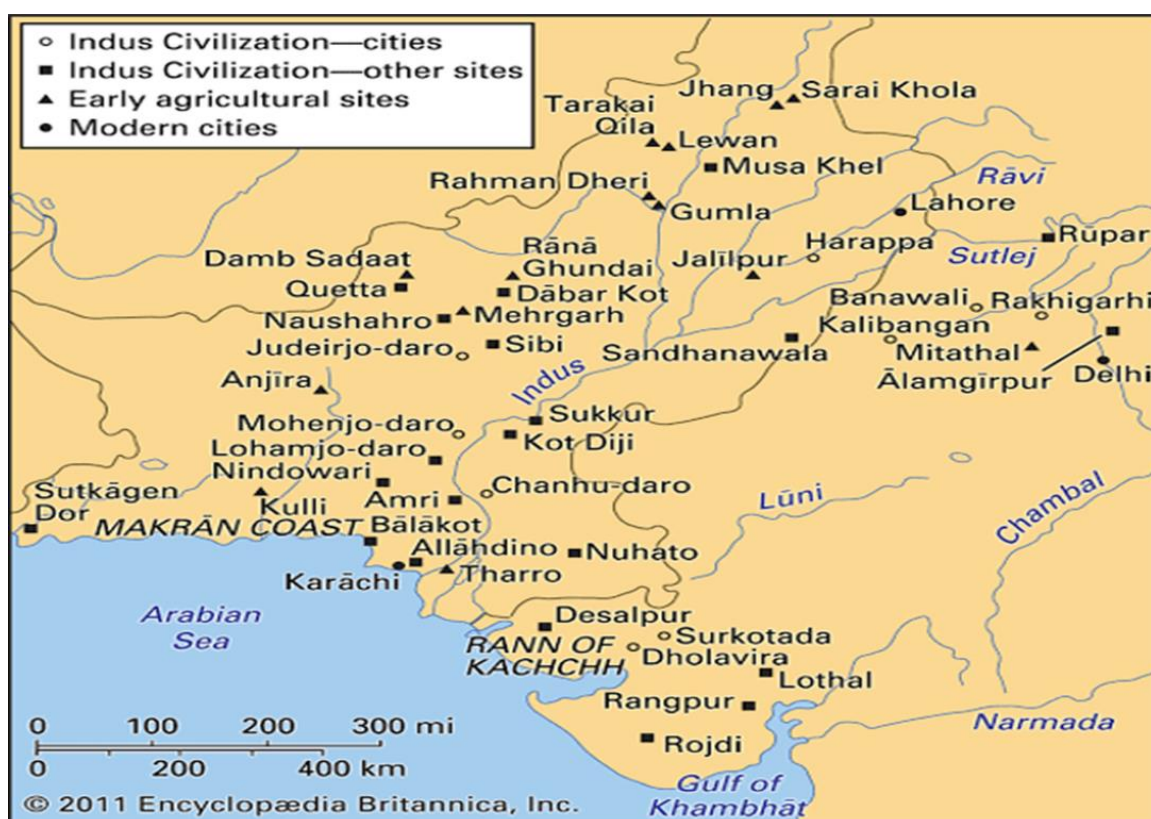 Indus Civilization—cities
Indus Civilization—other sites
Early agricultural sites
Modern cities
Jhang
Sarai Khola
Tarakai
Qila
Lewan
Musa Khel
Rāvi
Rahman Dheri
Gumla
Lahore
Rānā
Ghundai
Harappa
Rūpar
Damb Sadaat
Jalīlpur
Sutlej
Quetta
Dābar Kot
Banawali
Rakhigarhi
Naushahro
Mehrgarh
Kalibangan
Judeirjo-daro
Sibi
Sandhanawala
Mitathal
Anjīra
Indus
Ālamgīrpur
Delhi
Sukkur
Mohenjo-daro
Kot Diji
Lohamjo-daro
Nindowari
Chanhu-daro
Lūni
Chambal
Sutkāgen
Dor
Kulli
Amri
MAKRĀN COAST
Bālākot
Allāhdino
Nuhato
Karāchi
Tharro
Arabian
Sea
Desalpur
RANN OF
KACHCHH
Surkotada
Dholavira
Lothal
Rangpur
Narmada
Rojdi
0 100 200 300 mi
0 200 400 km
Gulf of
Khambhāt
© 2011 Encyclopædia Britannica, Inc.